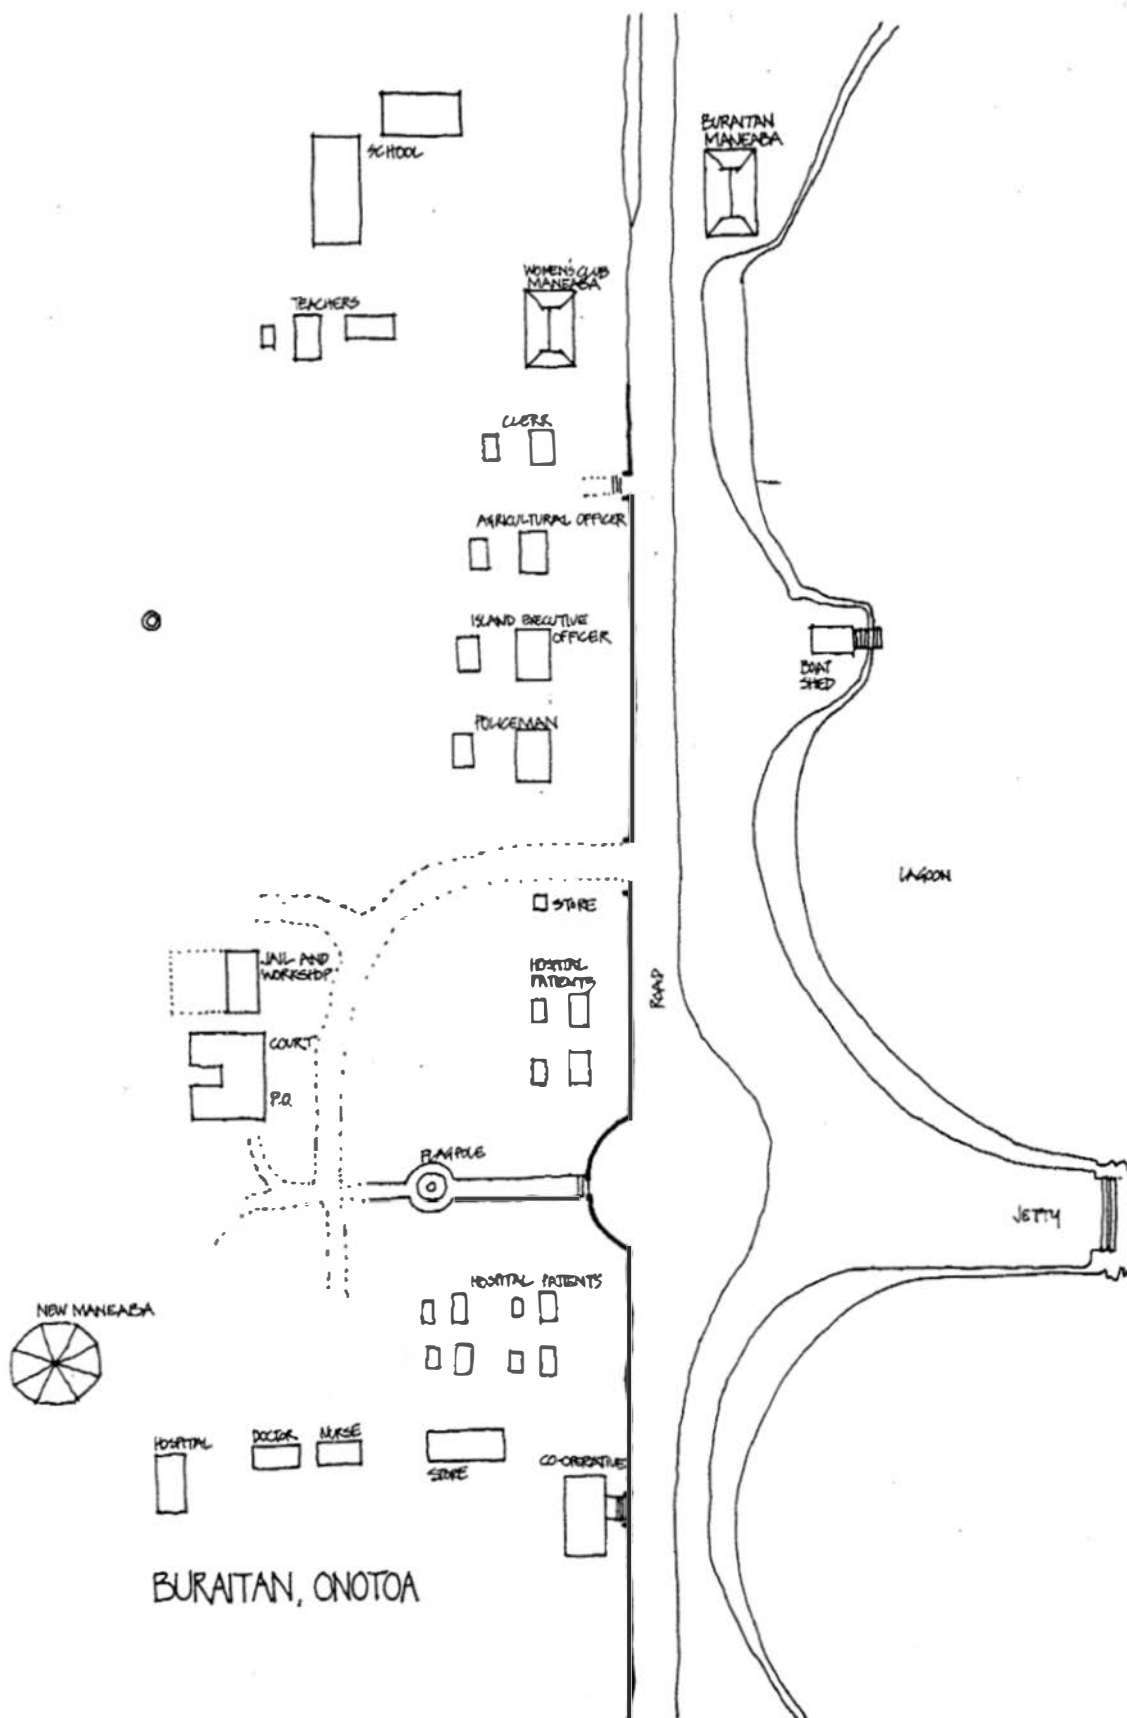 BURAITAN
MANEABA
SCHOOL
WOMEN'S CLUB
MANEABA
TEACHERS
CLERK
AGRICULTURAL OFFICER
ISLAND EXECUTIVE
OFFICER
BOAT
SHED
POLICEMAN
LAGOON
STORE
JAIL AND
WORKSHOP
HOSPITAL
PATIENTS
ROAD
COURT
P.O.
FLAGPOLE
JETTY
HOSPITAL PATIENTS
NEW MANEABA
HOSPITAL
DOCTOR
NURSE
STORE
CO-OPERATIVE
BURAITAN, ONOTOA